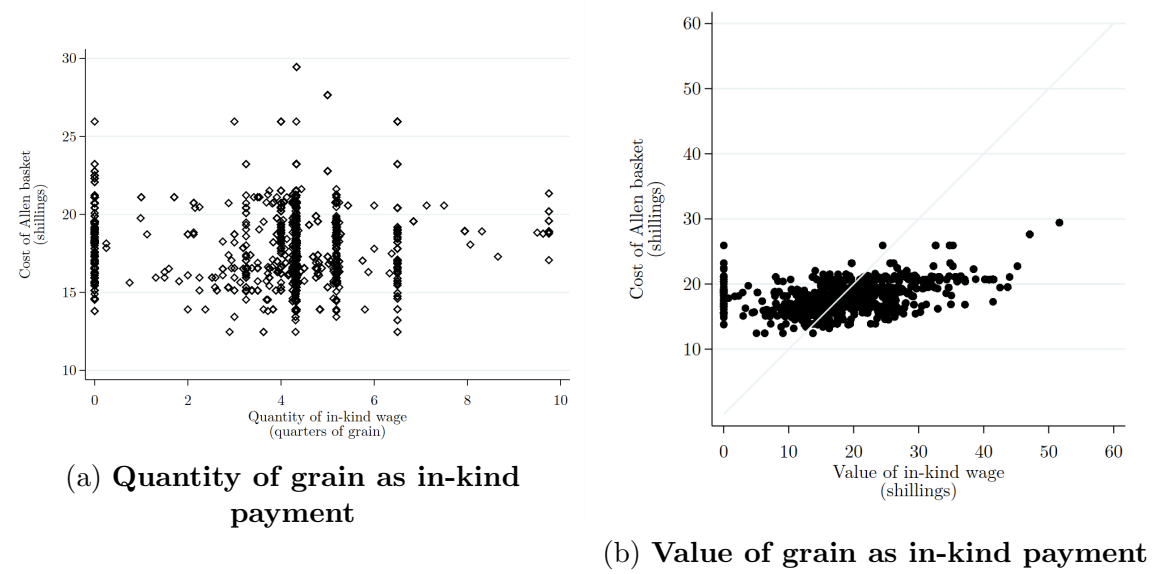 30
25
20
15
10
Cost of Allen basket
(shillings)
0 2 4 6 8 10
Quantity of in-kind wage
(quarters of grain)
(a) Quantity of grain as in-kind
payment
60
50
40
30
20
10
Cost of Allen basket
(shillings)
0 10 20 30 40 50 60
Value of in-kind wage
(shillings)
(b) Value of grain as in-kind payment